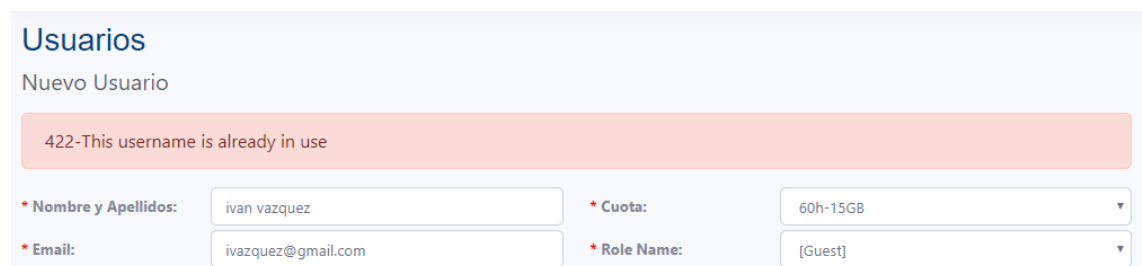 Usuarios
Nuevo Usuario
422-This username is already in use
* Nombre y Apellidos: ivan vazquez * Cuota: 60h-15GB
* Email: ivazquez@gmail.com * Role Name: [Guest]